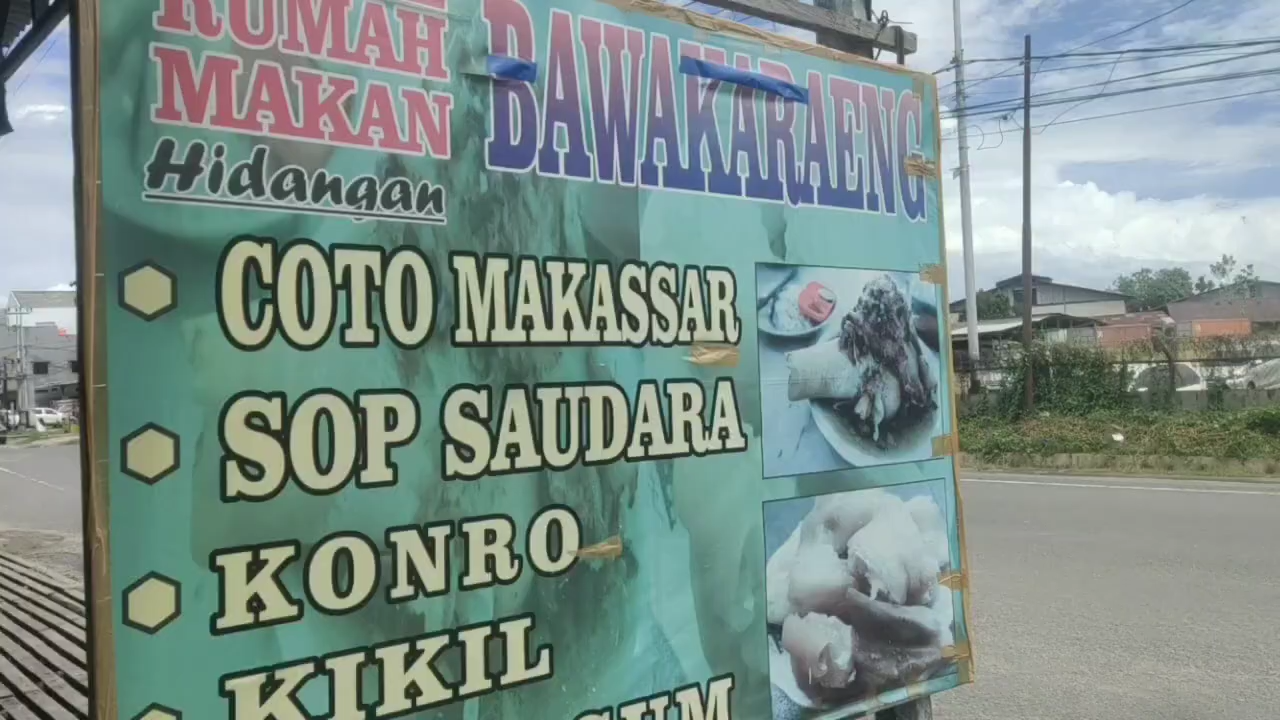 RUMAH
MAKAN
BAWAKARAENG
Hidangan
COTO MAKASSAR
SOP SAUDARA
KONRO
KIKIL